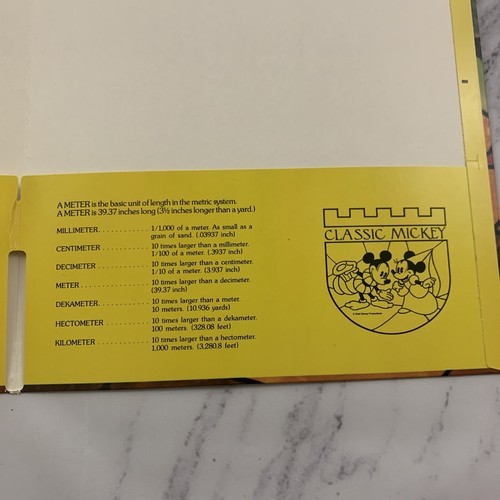 A METER is the basic unit of length in the metric system.
A METER is 39.37 inches long (3½ inches longer than a yard.)
MILLIMETER . . . . . . . . . . . 1/1,000 of a meter. As small as a
grain of sand. (.03937 inch)
CENTIMETER . . . . . . . . . . . 10 times larger than a millimeter.
1/100 of a meter. (.3937 inch)
DECIMETER . . . . . . . . . . . 10 times larger than a centimeter.
1/10 of a meter. (3.937 inch)
METER . . . . . . . . . . . . . . 10 times larger than a decimeter.
(39.37 inch)
DEKAMETER . . . . . . . . . . . 10 times larger than a meter.
10 meters. (10.936 yards)
HECTOMETER . . . . . . . . . . 10 times larger than a dekameter.
100 meters. (328.08 feet)
KILOMETER . . . . . . . . . . . 10 times larger than a hectometer.
1,000 meters. (3,280.8 feet)
CLASSIC MICKEY
© Walt Disney Productions